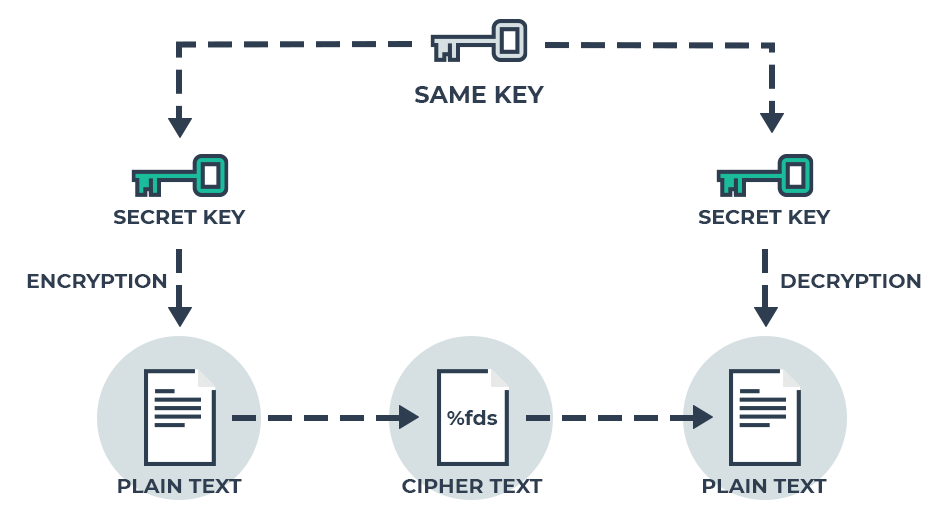 SAME KEY
SECRET KEY
SECRET KEY
ENCRYPTION
DECRYPTION
%fds
PLAIN TEXT
CIPHER TEXT
PLAIN TEXT